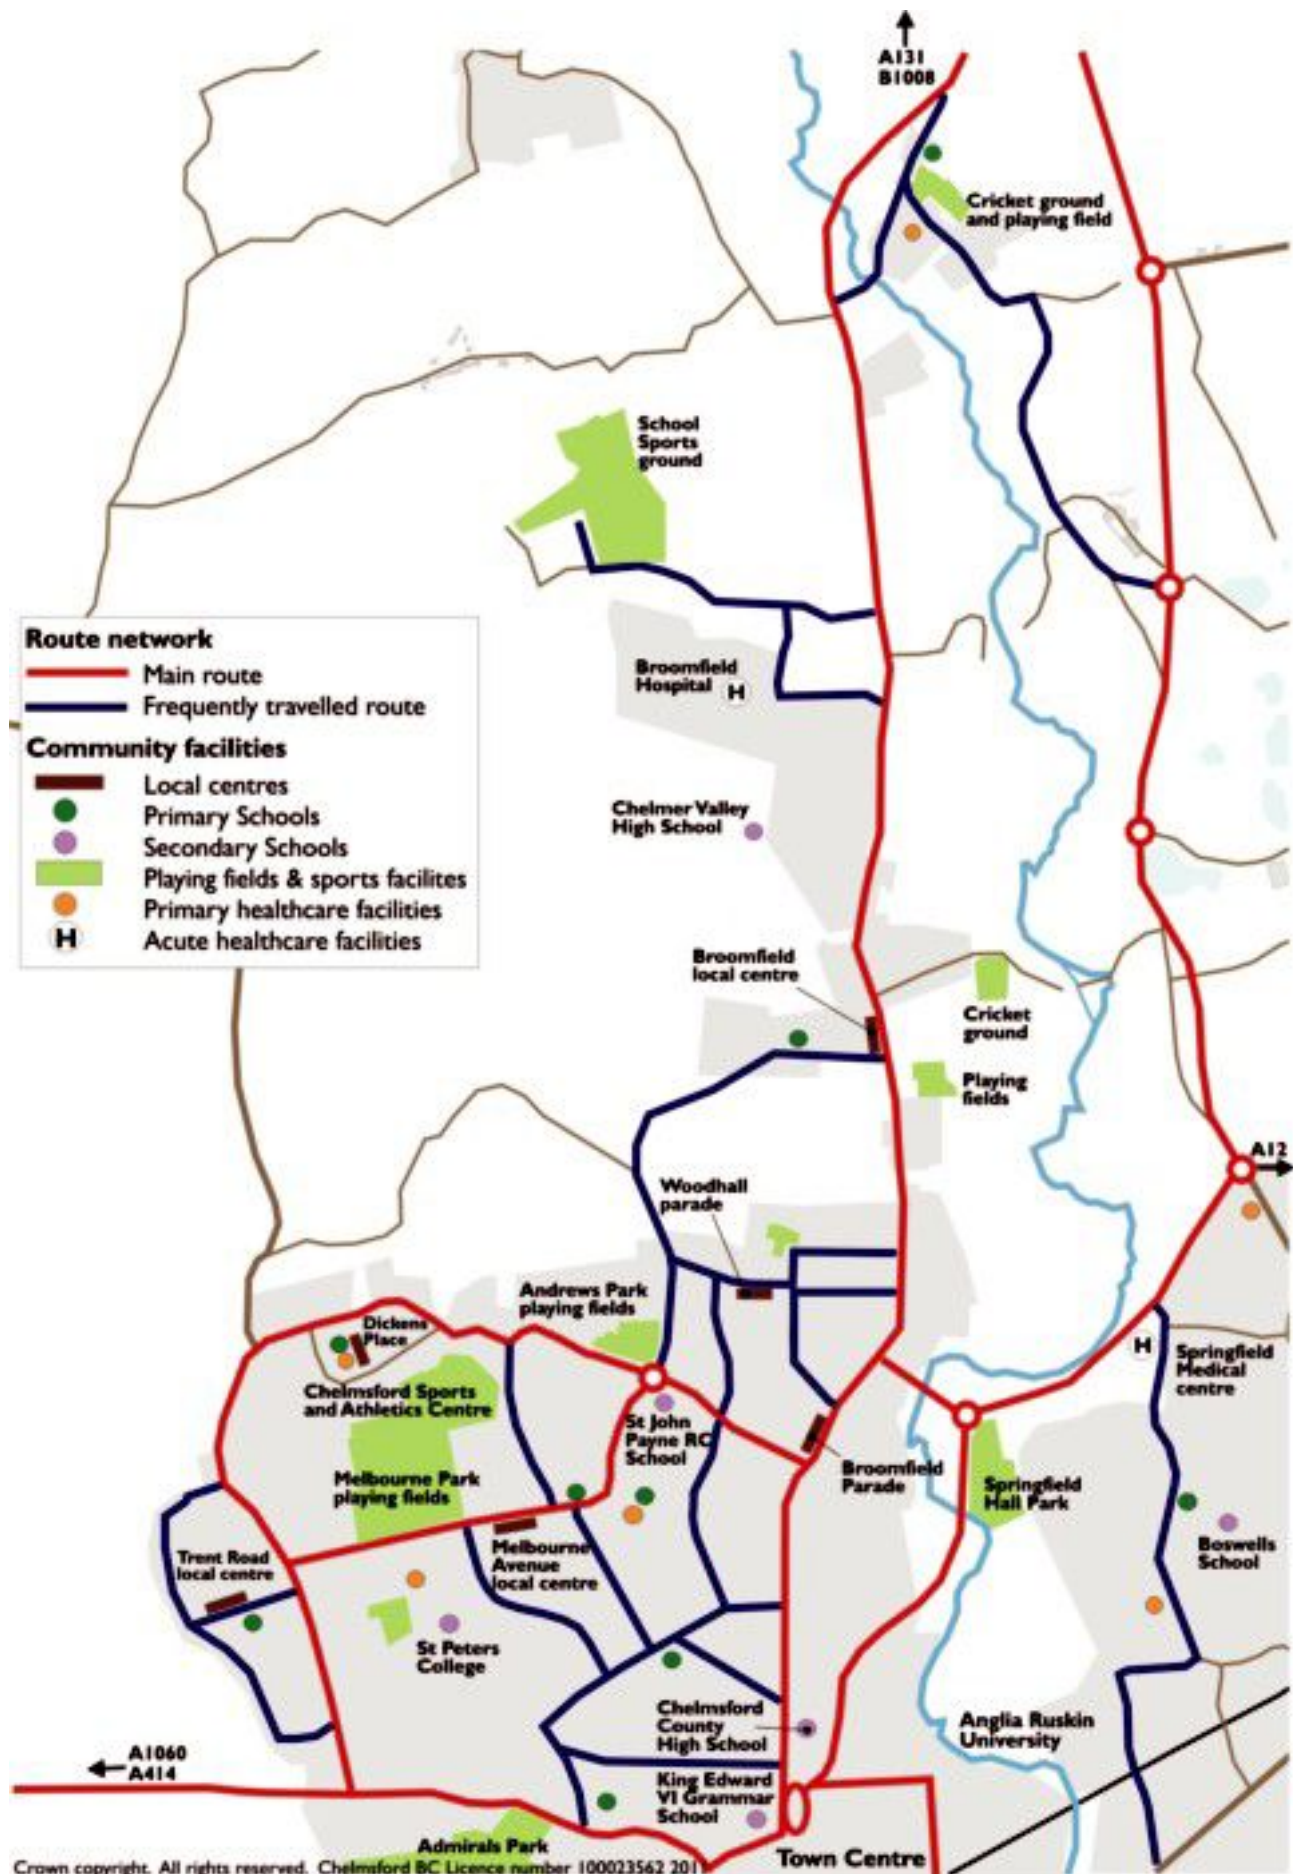 A131
B1008
Cricket ground
and playing field
School
Sports
ground
Route network
Main route
Frequently travelled route
Community facilities
Local centres
Primary Schools
Secondary Schools
Playing fields & sports facilites
Primary healthcare facilities
H
Acute healthcare facilities
Broomfield
Hospital
H
Chelmer Valley
High School
Broomfield
local centre
Cricket
ground
Playing
fields
A12
Woodhall
parade
Andrews Park
playing fields
Dickens
Place
H
Springfield
Medical
centre
Chelmsford Sports
and Athletics Centre
St John
Payne RC
School
Melbourne Park
playing fields
Broomfield
Parade
Springfield
Hall Park
Trent Road
local centre
Melbourne
Avenue
local centre
Boswells
School
St Peters
College
Chelmsford
County
High School
Anglia Ruskin
University
A1060
A414
King Edward
VI Grammar
School
Admirals Park
Town Centre
Crown copyright. All rights reserved. Chelmsford BC Licence number 100023562